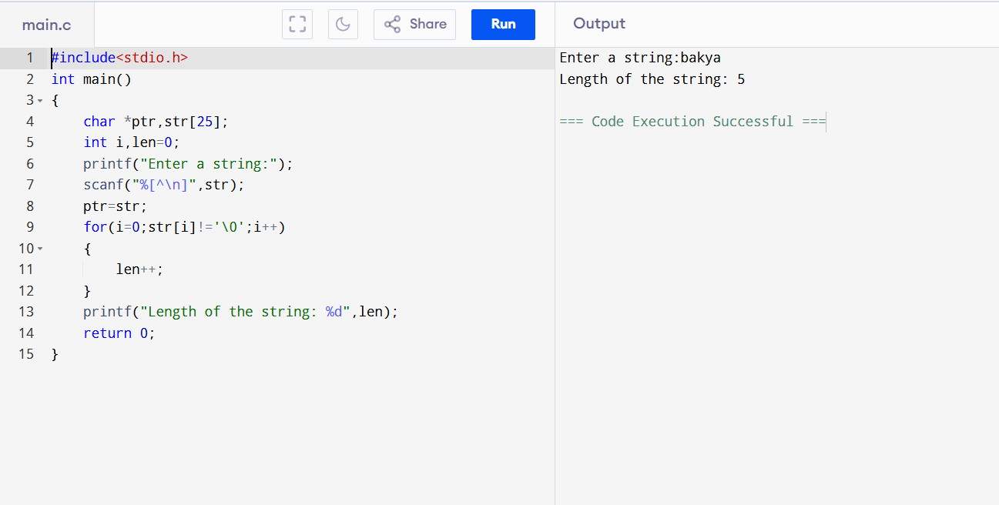 main.c
Share
Run
Output
1 #include<stdio.h>
2 int main()
3 {
4     char *ptr,str[25];
5     int i,len=0;
6     printf("Enter a string:");
7     scanf("%[^\n]",str);
8     ptr=str;
9     for(i=0;str[i]!='\0';i++)
10     {
11         len++;
12     }
13     printf("Length of the string: %d",len);
14     return 0;
15 }
Enter a string:bakya
Length of the string: 5
=== Code Execution Successful ===